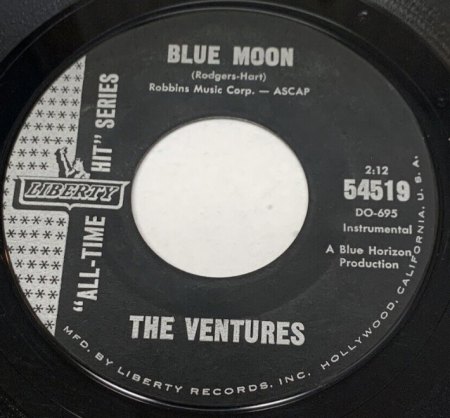 BLUE MOON
(Rodgers-Hart)
Robbins Music Corp. — ASCAP
"ALL-TIME HIT" SERIES
LIBERTY
2:12
54519
DO-695
Instrumental
A Blue Horizon
Production
THE VENTURES
MFD. BY LIBERTY RECORDS, INC. HOLLYWOOD, CALIFORNIA, U. S. A.